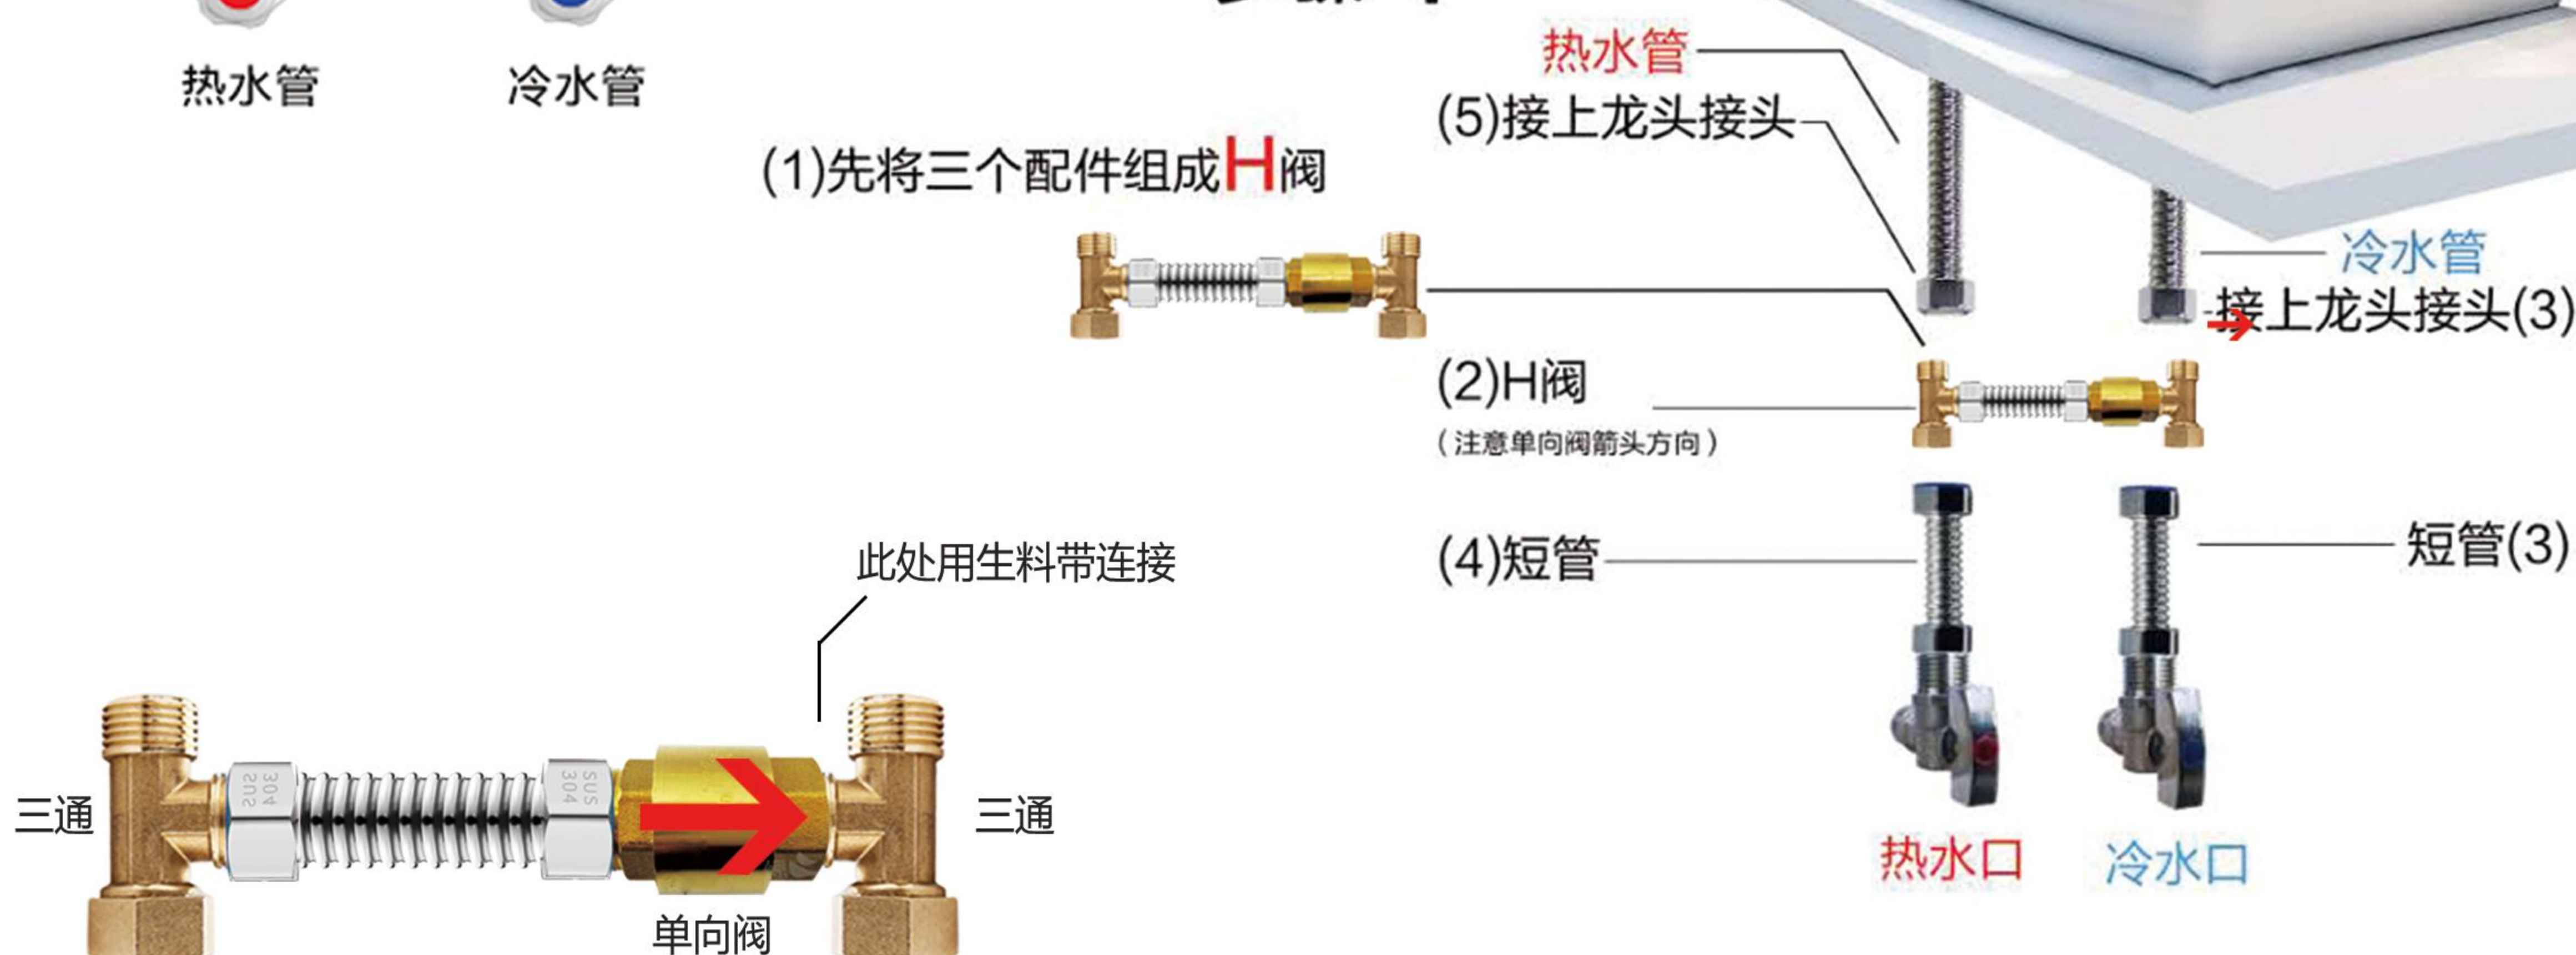 热水管
冷水管
热水管
(5)接上龙头接头
(1)先将三个配件组成H阀
冷水管
接上龙头接头(3)
(2)H阀
(注意单向阀箭头方向)
(4)短管
短管(3)
此处用生料带连接
三通
SUS
304
SUS
304
三通
单向阀
热水口
冷水口